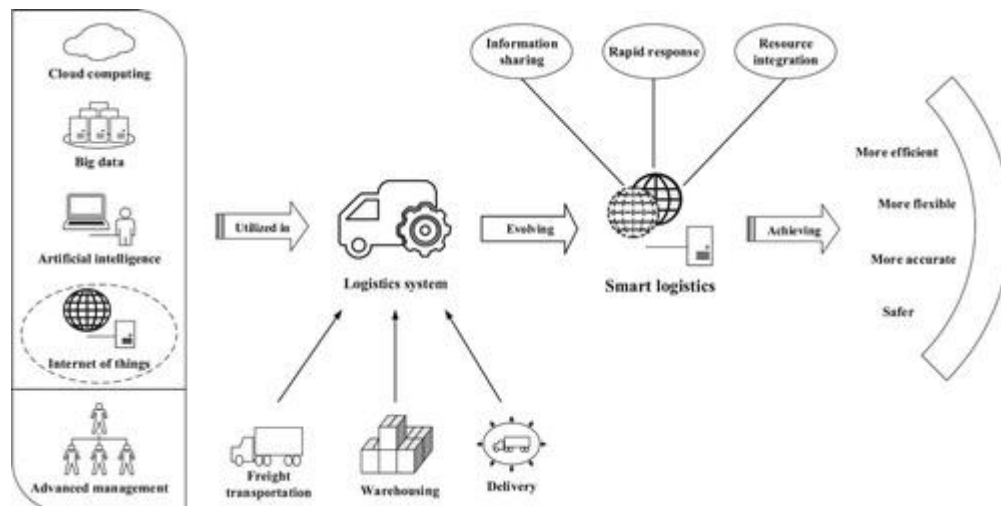 Cloud computing
Big data
Artificial intelligence
Internet of things
Advanced management
Utilized in
Logistics system
Freight
transportation
Warehousing
Delivery
Evolving
Information
sharing
Rapid response
Resource
integration
Smart logistics
Achieving
More efficient
More flexible
More accurate
Safer